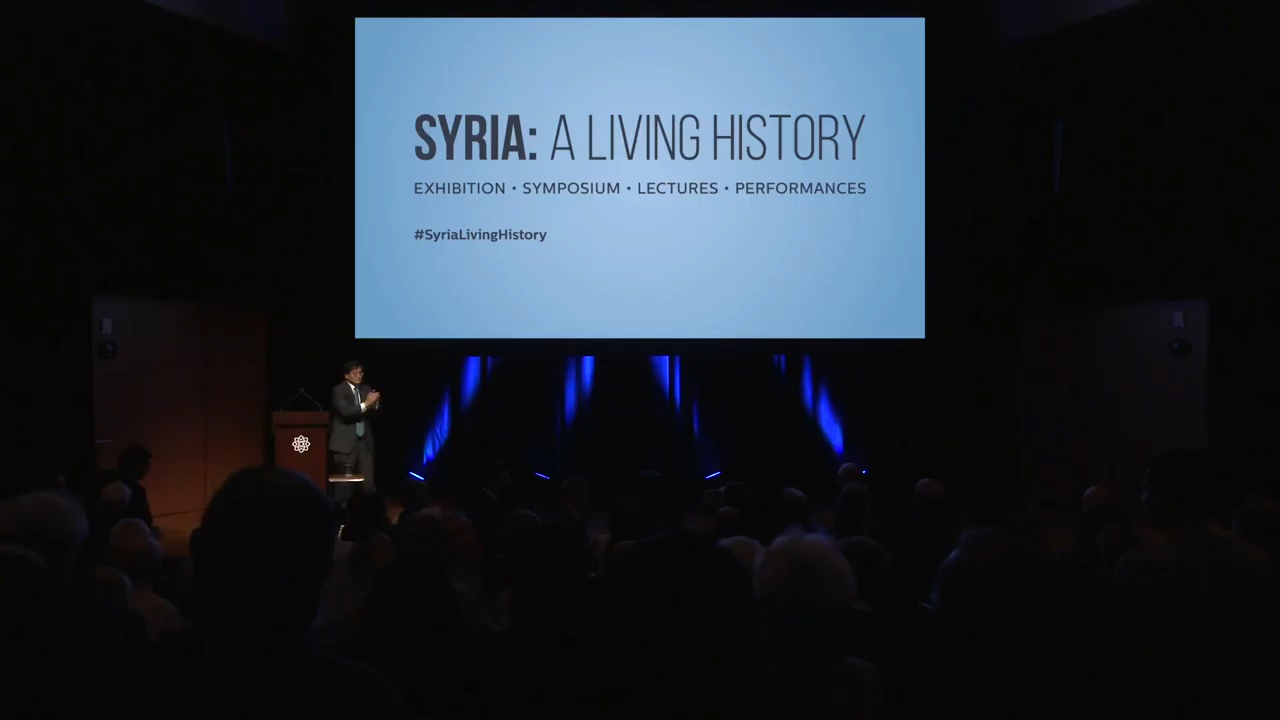 SYRIA: A LIVING HISTORY
EXHIBITION • SYMPOSIUM • LECTURES • PERFORMANCES
#SyriaLivingHistory